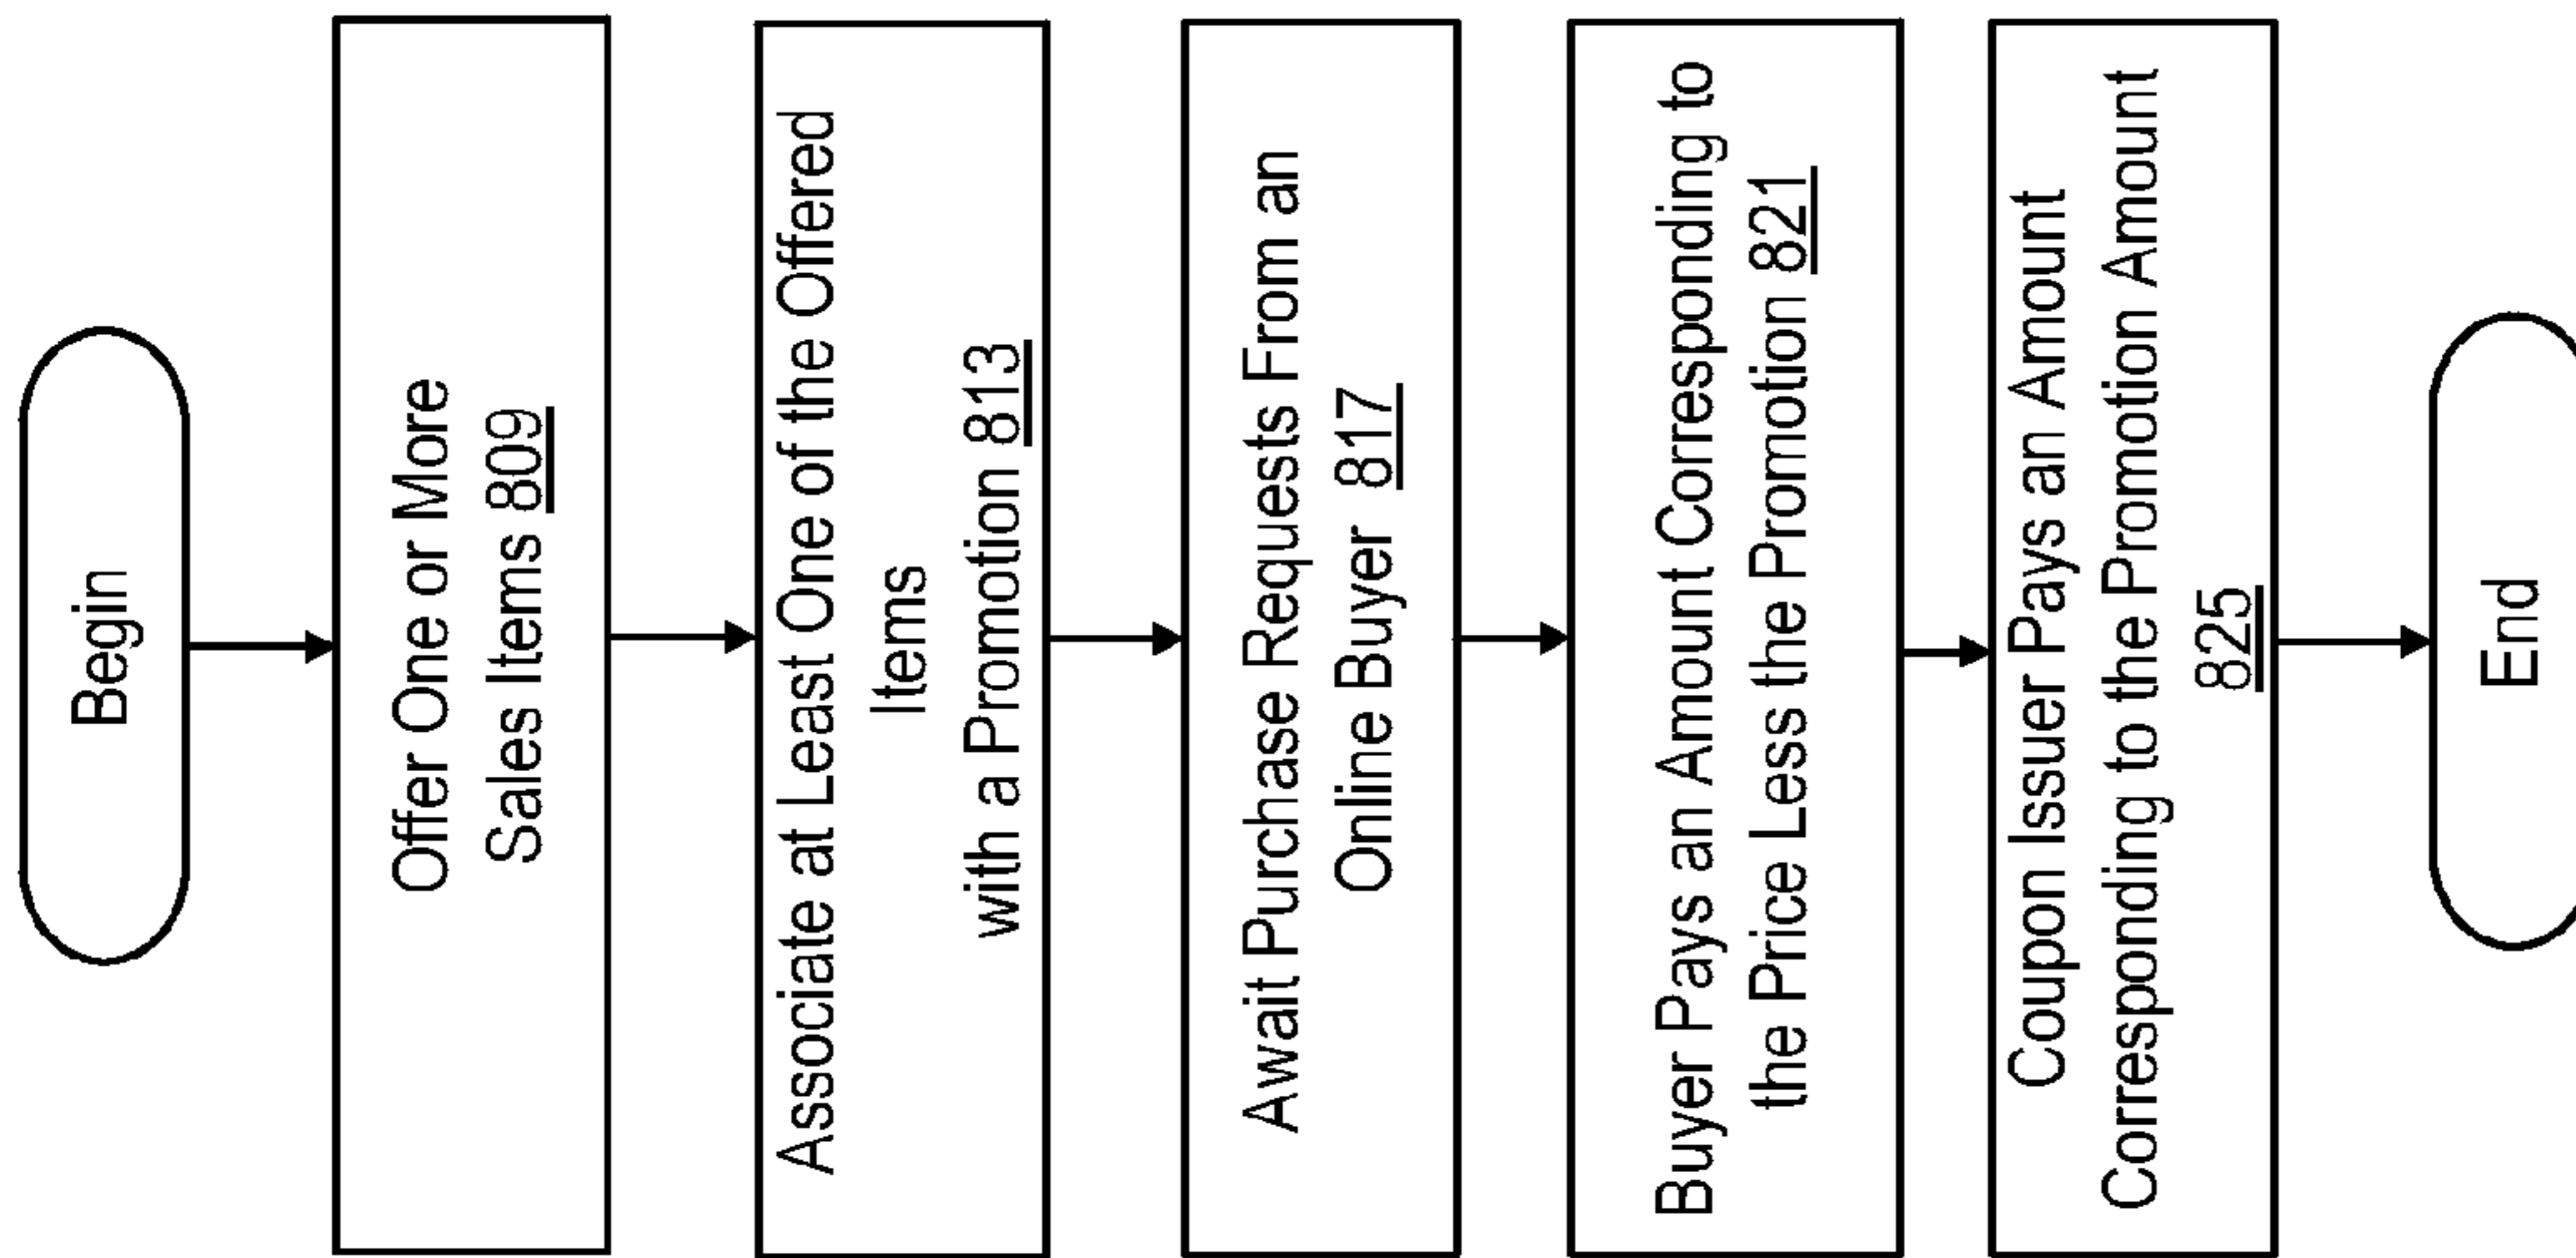 Begin
Offer One or More
Sales Items 809
Associate at Least One of the Offered
Items
with a Promotion 813
Await Purchase Requests From an
Online Buyer 817
Buyer Pays an Amount Corresponding to
the Price Less the Promotion 821
Coupon Issuer Pays an Amount
Corresponding to the Promotion Amount
825
End